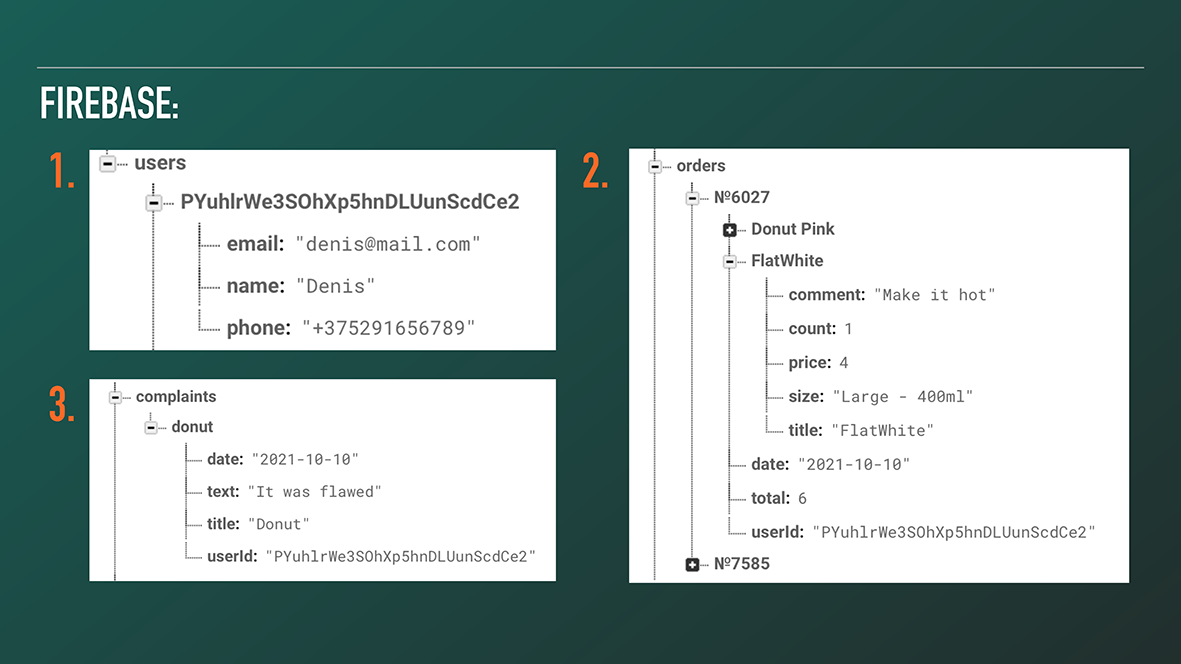 FIREBASE:
1.
users
PYuhlrWe3SOhXp5hnDLUunScdCe2
email: "denis@mail.com"
name: "Denis"
phone: "+375291656789"
2.
orders
№6027
Donut Pink
FlatWhite
comment: "Make it hot"
count: 1
price: 4
size: "Large - 400ml"
title: "FlatWhite"
date: "2021-10-10"
total: 6
userId: "PYuhlrWe3SOhXp5hnDLUunScdCe2"
№7585
3.
complaints
donut
date: "2021-10-10"
text: "It was flawed"
title: "Donut"
userId: "PYuhlrWe3SOhXp5hnDLUunScdCe2"